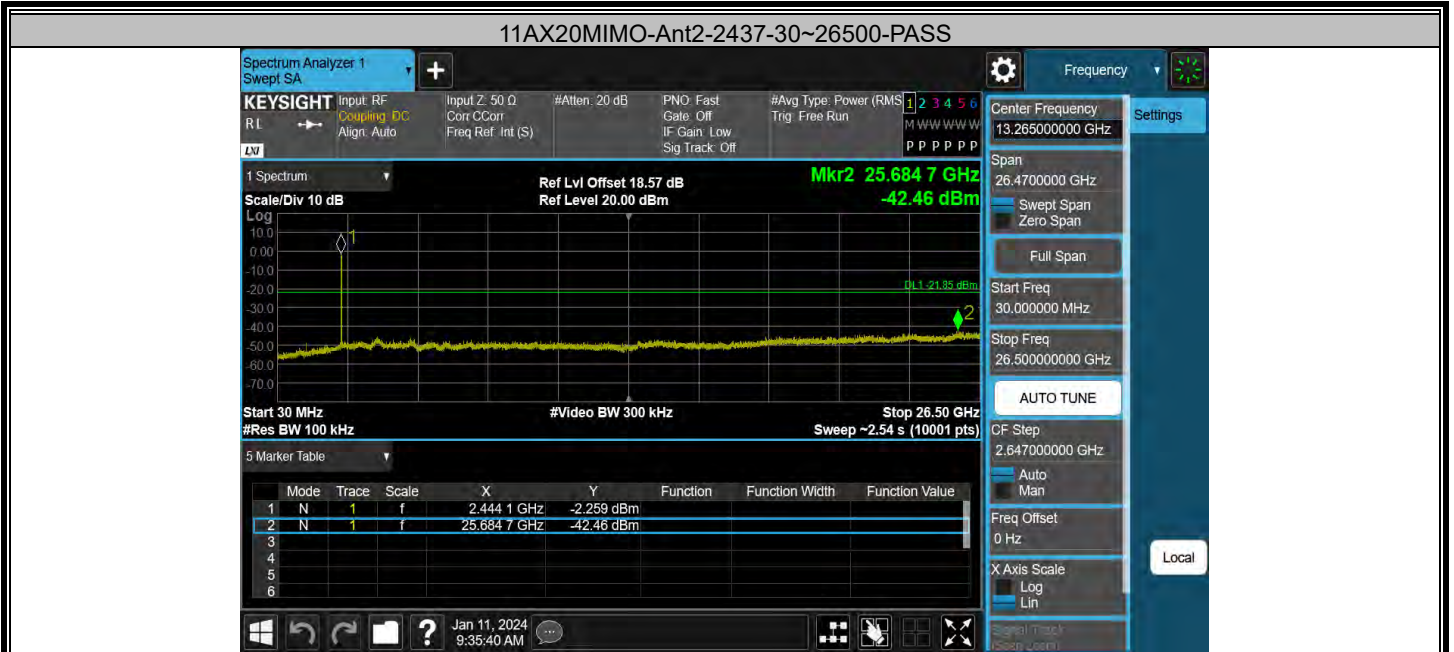 11AX20MIMO-Ant2-2437-30~26500-PASS
Spectrum Analyzer 1
Swept SA
+
Frequency
KEYSIGHT
RL
LXI
Input: RF
Coupling: DC
Align: Auto
Input Z: 50 Ω
Corr CCorr
Freq Ref: Int (S)
#Atten: 20 dB
PNO: Fast
Gate: Off
IF Gain: Low
Sig Track: Off
#Avg Type: Power (RMS
Trig: Free Run
1 2 3 4 5 6
M W W W W W
P P P P P P
1 Spectrum
Scale/Div 10 dB
Ref Lvl Offset 18.57 dB
Ref Level 20.00 dBm
Mkr2 25.684 7 GHz
-42.46 dBm
Log
10.0
0.00
-10.0
-20.0
-30.0
-40.0
-50.0
-60.0
-70.0
1
DL1 -21.85 dBm
2
Start 30 MHz
#Video BW 300 kHz
Stop 26.50 GHz
#Res BW 100 kHz
Sweep ~2.54 s (10001 pts)
5 Marker Table
Mode Trace Scale X Y Function Function Width Function Value
1 N 1 f 2.444 1 GHz -2.259 dBm
2 N 1 f 25.684 7 GHz -42.46 dBm
3
4
5
6
?
Jan 11, 2024
9:35:40 AM
Center Frequency
13.265000000 GHz
Span
26.4700000 GHz
Swept Span
Zero Span
Full Span
Start Freq
30.000000 MHz
Stop Freq
26.500000000 GHz
AUTO TUNE
CF Step
2.647000000 GHz
Auto
Man
Freq Offset
0 Hz
X Axis Scale
Log
Lin
Signal Track
(Span Zoom)
Settings
Local